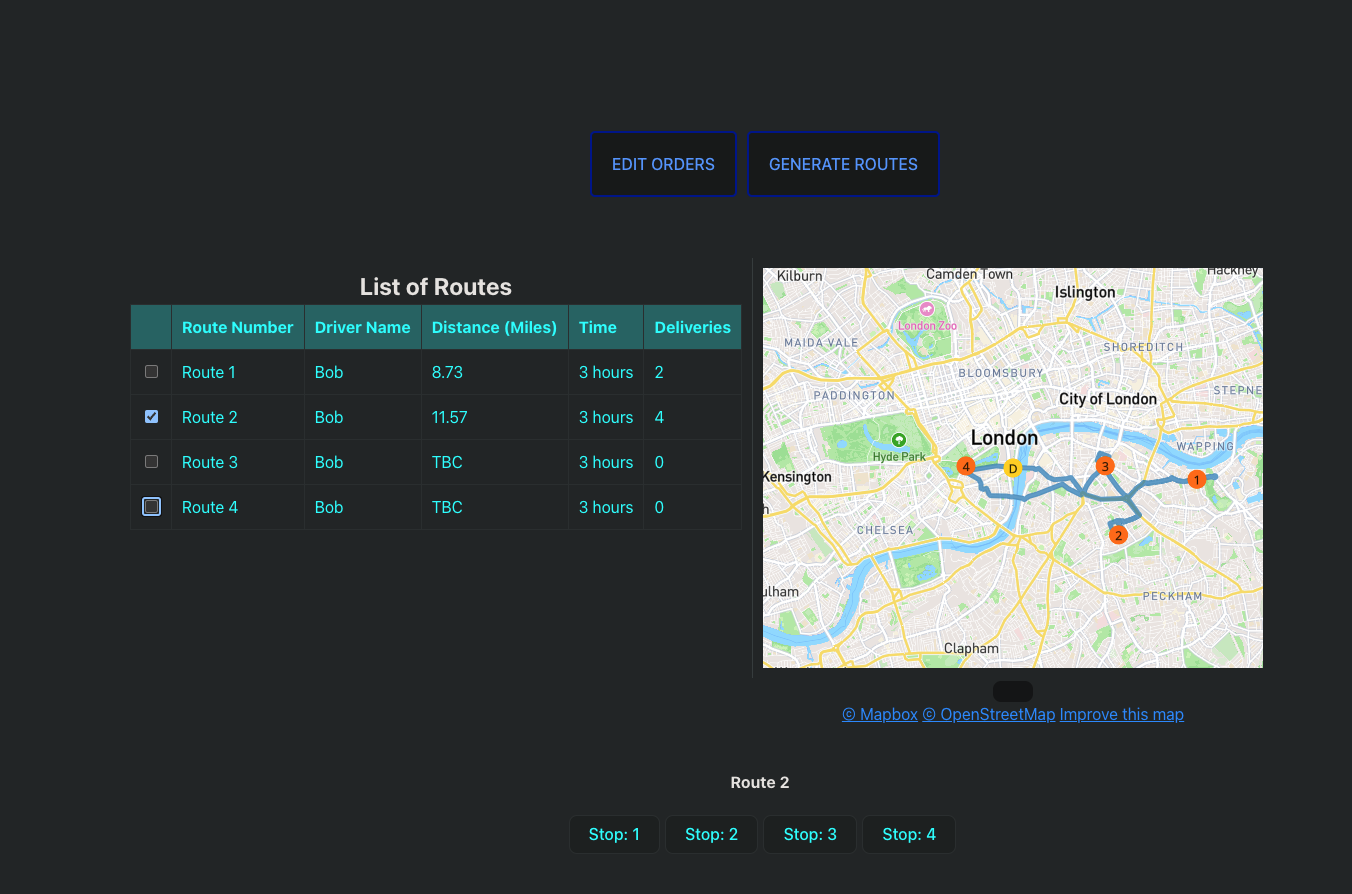 EDIT ORDERS
GENERATE ROUTES
List of Routes
Route Number Driver Name Distance (Miles) Time Deliveries
Route 1 Bob 8.73 3 hours 2
Route 2 Bob 11.57 3 hours 4
Route 3 Bob TBC 3 hours 0
Route 4 Bob TBC 3 hours 0
Kilburn
Camden Town
Hackney
Islington
London Zoo
MAIDA VALE
SHOREDITCH
BLOOMSBURY
PADDINGTON
STEPNE
City of London
London
Hyde Park
WAPPING
Kensington
4
D
3
1
CHELSEA
2
ulham
PECKHAM
Clapham
© Mapbox © OpenStreetMap Improve this map
Route 2
Stop: 1
Stop: 2
Stop: 3
Stop: 4